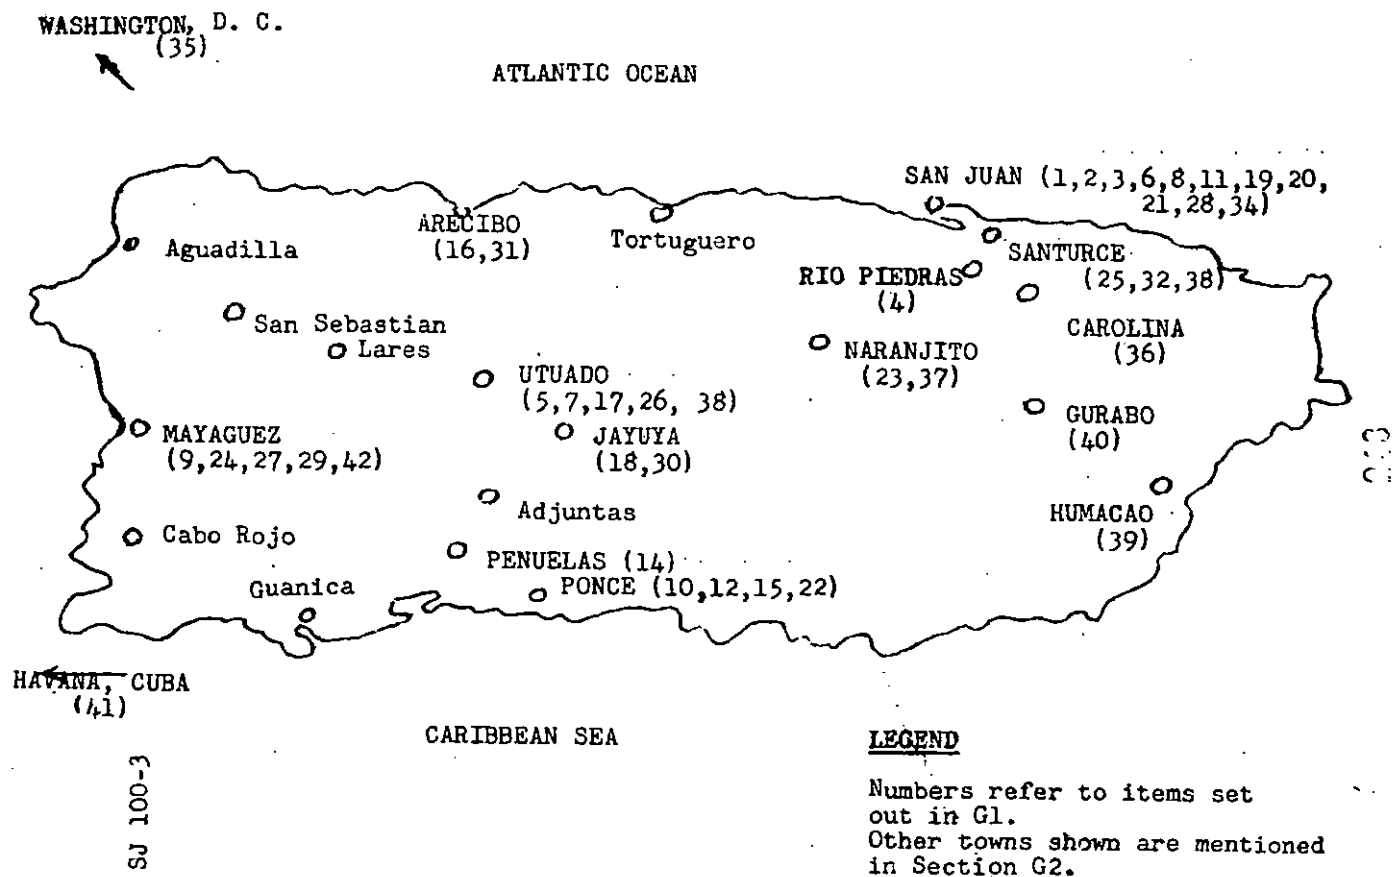 WASHINGTON, D. C.
(35)
ATLANTIC OCEAN
SAN JUAN (1,2,3,6,8,11,19,20,
21,28,34)
ARECIBO
(16,31)
Tortuguero
Aguadilla
SANTURCE
(25,32,38)
RIO PIEDRAS
(4)
San Sebastian
CAROLINA
(36)
Lares
NARANJITO
(23,37)
UTUADO
(5,7,17,26, 38)
GURABO
(40)
MAYAGUEZ
(9,24,27,29,42)
JAYUYA
(18,30)
Adjuntas
HUMACAO
(39)
Cabo Rojo
PENUELAS (14)
Guanica
PONCE (10,12,15,22)
HAVANA, CUBA
(41)
CARIBBEAN SEA
LEGEND
Numbers refer to items set
out in G1.
Other towns shown are mentioned
in Section G2.
SJ 100-3